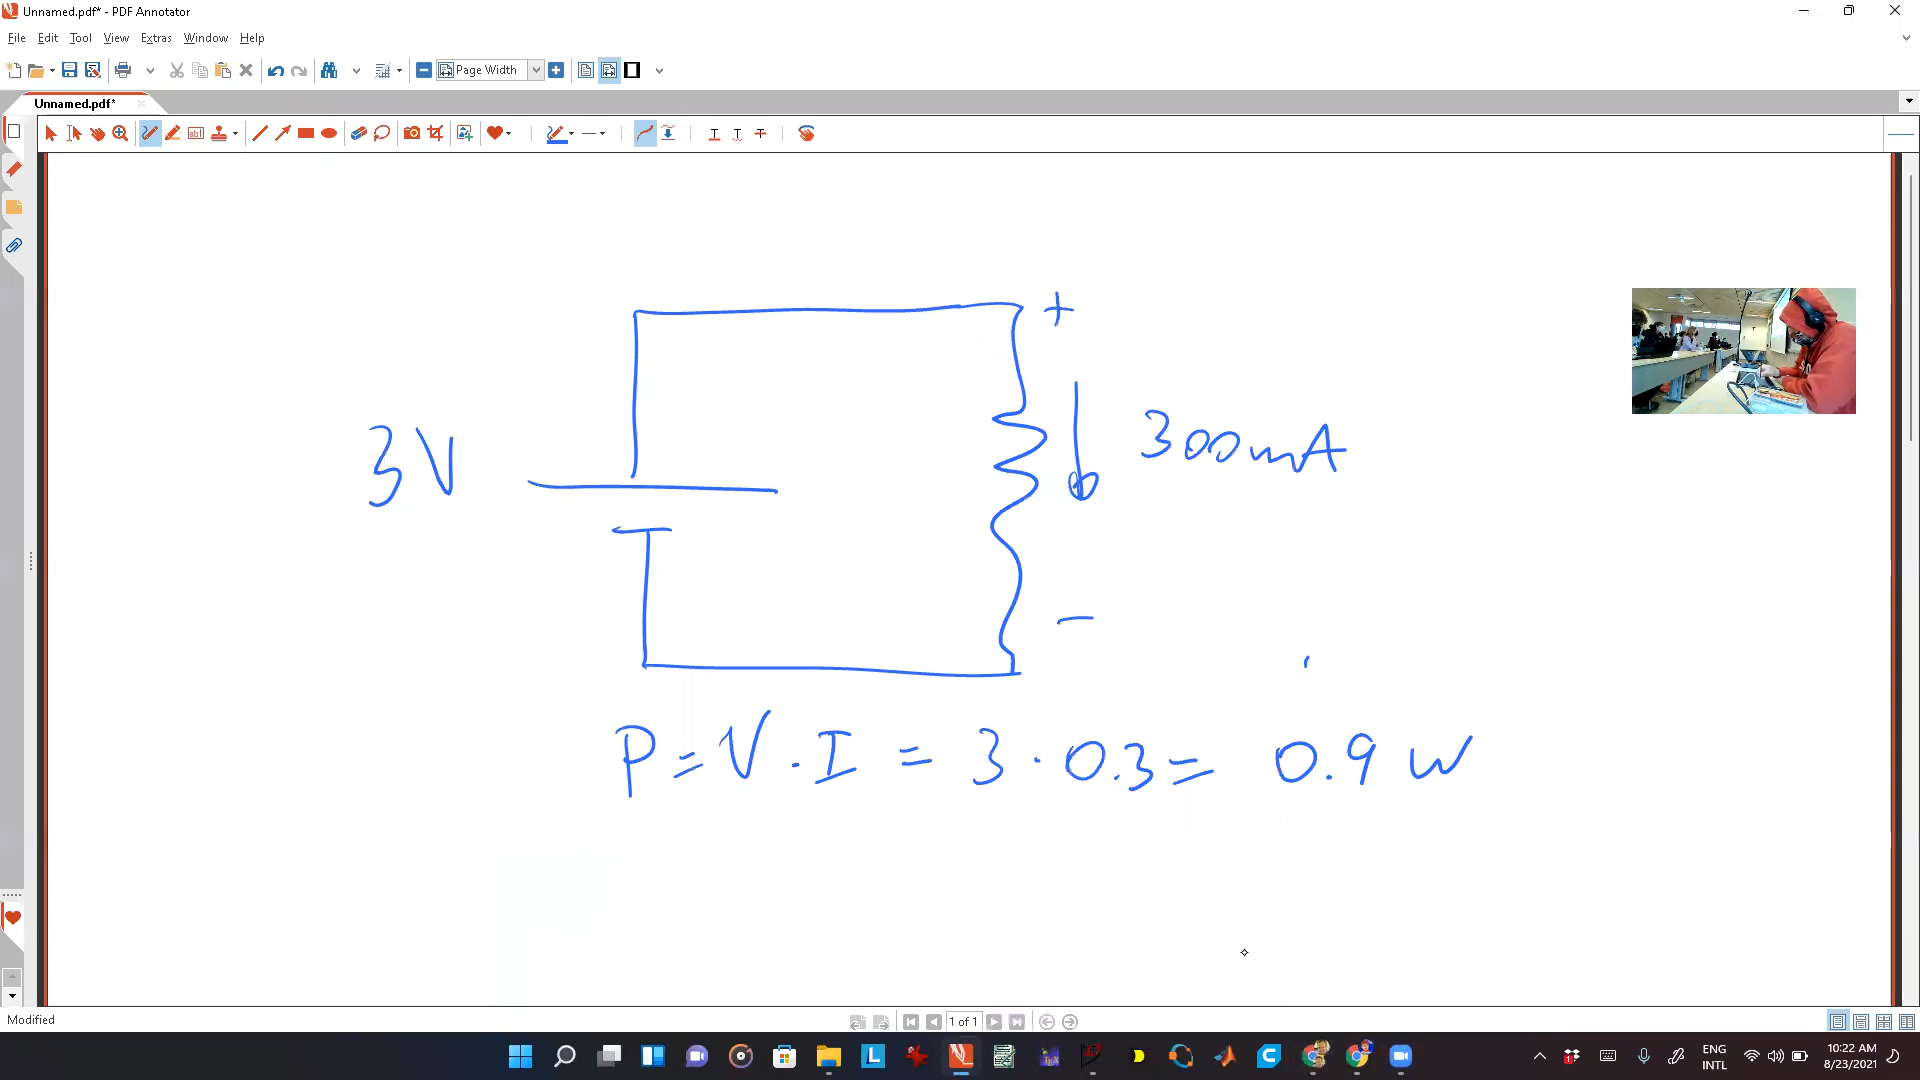 Unnamed.pdf* - PDF Annotator
File Edit Tool View Extras Window Help
Page Width
Unnamed.pdf*
+
3V
300mA
−
P = V · I = 3 · 0.3 = 0.9 W
Modified
1 of 1
ENG
INTL
10:22 AM
8/23/2021